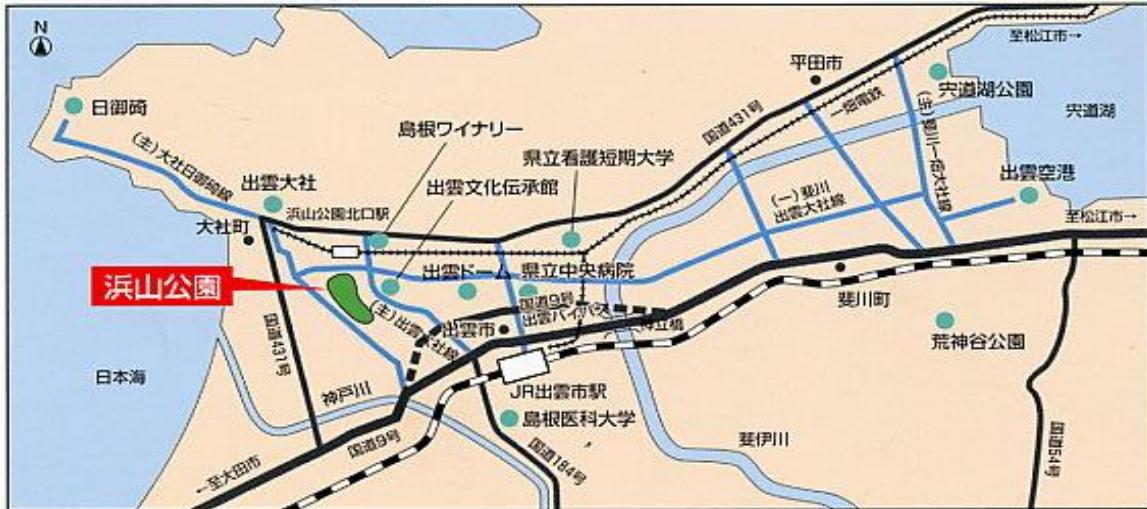 N
至松江市→
平田市
宍道湖公園
日御碕
一畑電鉄
宍道湖
島根ワイナリー
国道431号
(主)斐川一畑大社線
(主)大社日御碕線
県立看護短期大学
出雲大社
出雲文化伝承館
(一)斐川
出雲大社線
出雲空港
浜山公園北口駅
大社町
至松江市→
浜山公園
出雲ドーム
県立中央病院
国道9号
出雲バイパス
斐川町
(主)出雲大社線
出雲市
神立橋
国道431号
荒神谷公園
日本海
神戸川
JR出雲市駅
島根医科大学
国道9号
斐伊川
国道184号
国道54号
←至大田市